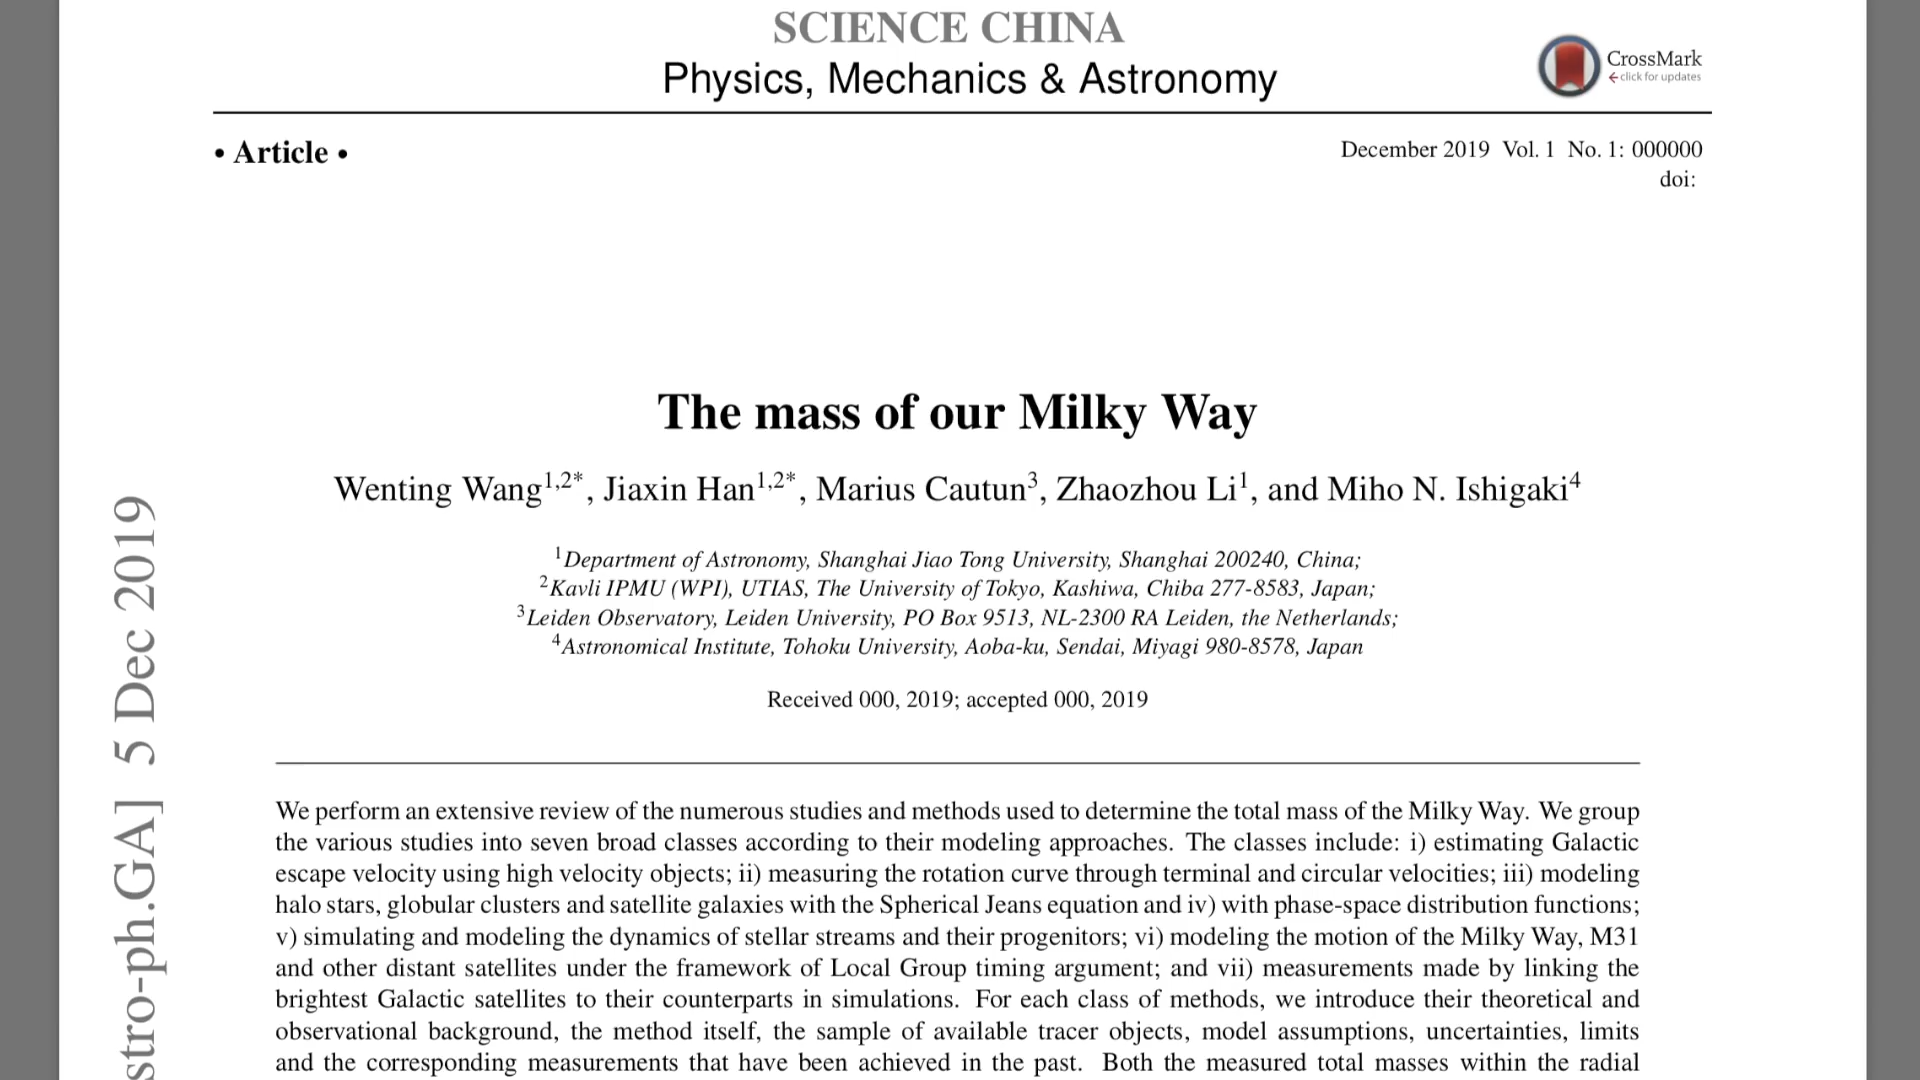 SCIENCE CHINA
Physics, Mechanics & Astronomy
CrossMark
click for updates
• Article •
December 2019 Vol. 1 No. 1: 000000
doi:
The mass of our Milky Way
Wenting Wang1,2*, Jiaxin Han1,2*, Marius Cautun3, Zhaozhou Li1, and Miho N. Ishigaki4
1Department of Astronomy, Shanghai Jiao Tong University, Shanghai 200240, China;
2Kavli IPMU (WPI), UTIAS, The University of Tokyo, Kashiwa, Chiba 277-8583, Japan;
3Leiden Observatory, Leiden University, PO Box 9513, NL-2300 RA Leiden, the Netherlands;
4Astronomical Institute, Tohoku University, Aoba-ku, Sendai, Miyagi 980-8578, Japan
Received 000, 2019; accepted 000, 2019
We perform an extensive review of the numerous studies and methods used to determine the total mass of the Milky Way. We group
the various studies into seven broad classes according to their modeling approaches. The classes include: i) estimating Galactic
escape velocity using high velocity objects; ii) measuring the rotation curve through terminal and circular velocities; iii) modeling
halo stars, globular clusters and satellite galaxies with the Spherical Jeans equation and iv) with phase-space distribution functions;
v) simulating and modeling the dynamics of stellar streams and their progenitors; vi) modeling the motion of the Milky Way, M31
and other distant satellites under the framework of Local Group timing argument; and vii) measurements made by linking the
brightest Galactic satellites to their counterparts in simulations. For each class of methods, we introduce their theoretical and
observational background, the method itself, the sample of available tracer objects, model assumptions, uncertainties, limits
and the corresponding measurements that have been achieved in the past. Both the measured total masses within the radial
stro-ph.GA] 5 Dec 2019